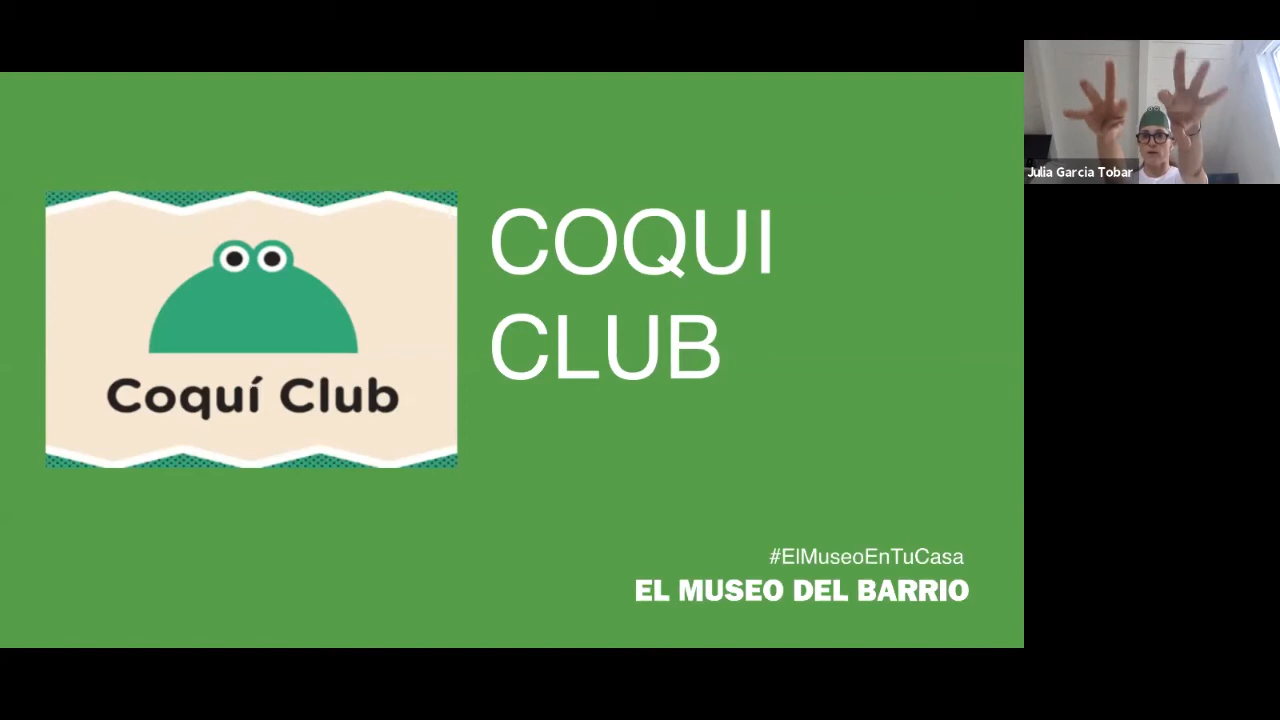 COQUI
CLUB
Coquí Club
#ElMuseoEnTuCasa
EL MUSEO DEL BARRIO
Julia Garcia Tobar